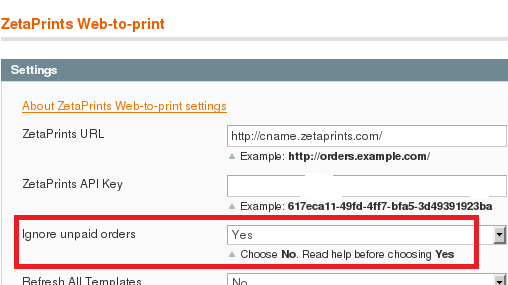 ZetaPrints Web-to-print
Settings
About ZetaPrints Web-to-print settings
ZetaPrints URL http://cname.zetaprints.com/
Example: http://orders.example.com/
ZetaPrints API Key
Example: 617eca11-49fd-4ff7-bfa5-3d49391923ba
Ignore unpaid orders Yes
Choose No. Read help before choosing Yes
Refresh All Templates No